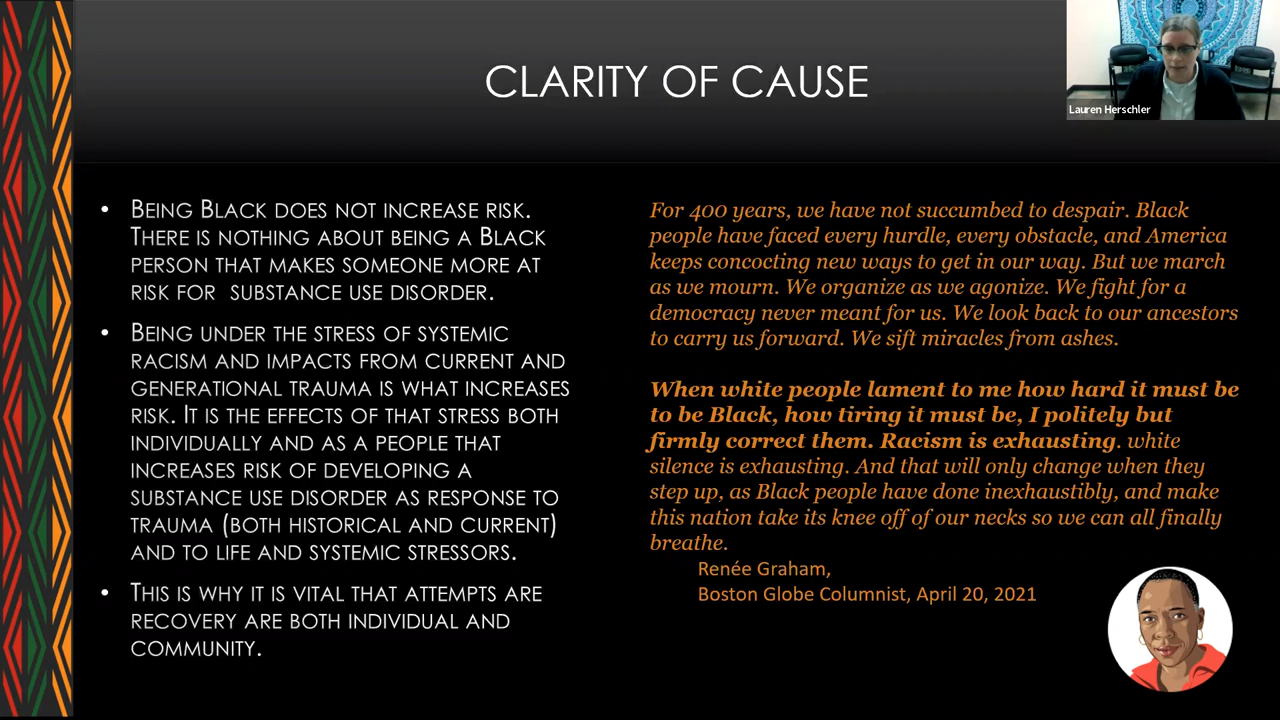 CLARITY OF CAUSE
Lauren Herschler
• BEING BLACK DOES NOT INCREASE RISK.
THERE IS NOTHING ABOUT BEING A BLACK
PERSON THAT MAKES SOMEONE MORE AT
RISK FOR SUBSTANCE USE DISORDER.
• BEING UNDER THE STRESS OF SYSTEMIC
RACISM AND IMPACTS FROM CURRENT AND
GENERATIONAL TRAUMA IS WHAT INCREASES
RISK. IT IS THE EFFECTS OF THAT STRESS BOTH
INDIVIDUALLY AND AS A PEOPLE THAT
INCREASES RISK OF DEVELOPING A
SUBSTANCE USE DISORDER AS RESPONSE TO
TRAUMA (BOTH HISTORICAL AND CURRENT)
AND TO LIFE AND SYSTEMIC STRESSORS.
• THIS IS WHY IT IS VITAL THAT ATTEMPTS ARE
RECOVERY ARE BOTH INDIVIDUAL AND
COMMUNITY.
For 400 years, we have not succumbed to despair. Black
people have faced every hurdle, every obstacle, and America
keeps concocting new ways to get in our way. But we march
as we mourn. We organize as we agonize. We fight for a
democracy never meant for us. We look back to our ancestors
to carry us forward. We sift miracles from ashes.
When white people lament to me how hard it must be
to be Black, how tiring it must be, I politely but
firmly correct them. Racism is exhausting. white
silence is exhausting. And that will only change when they
step up, as Black people have done inexhaustibly, and make
this nation take its knee off of our necks so we can all finally
breathe.
Renée Graham,
Boston Globe Columnist, April 20, 2021